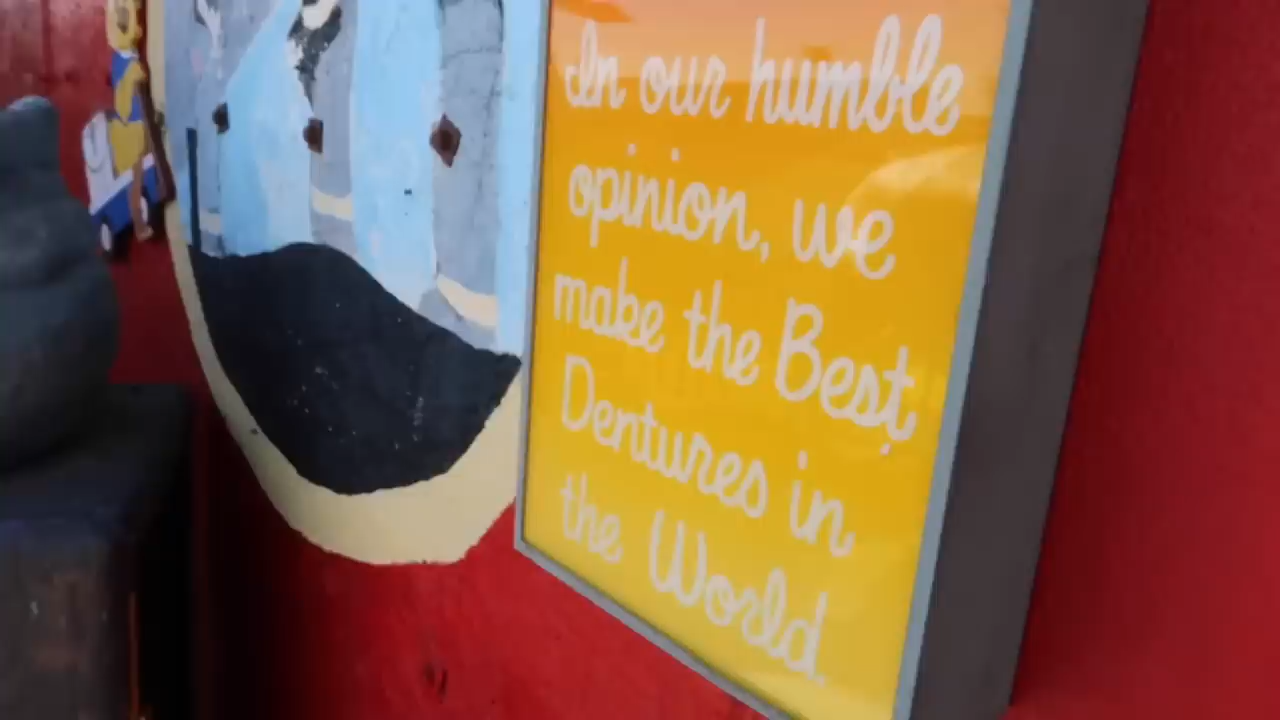 In our humble
opinion, we
make the Best
Dentures in
the World.